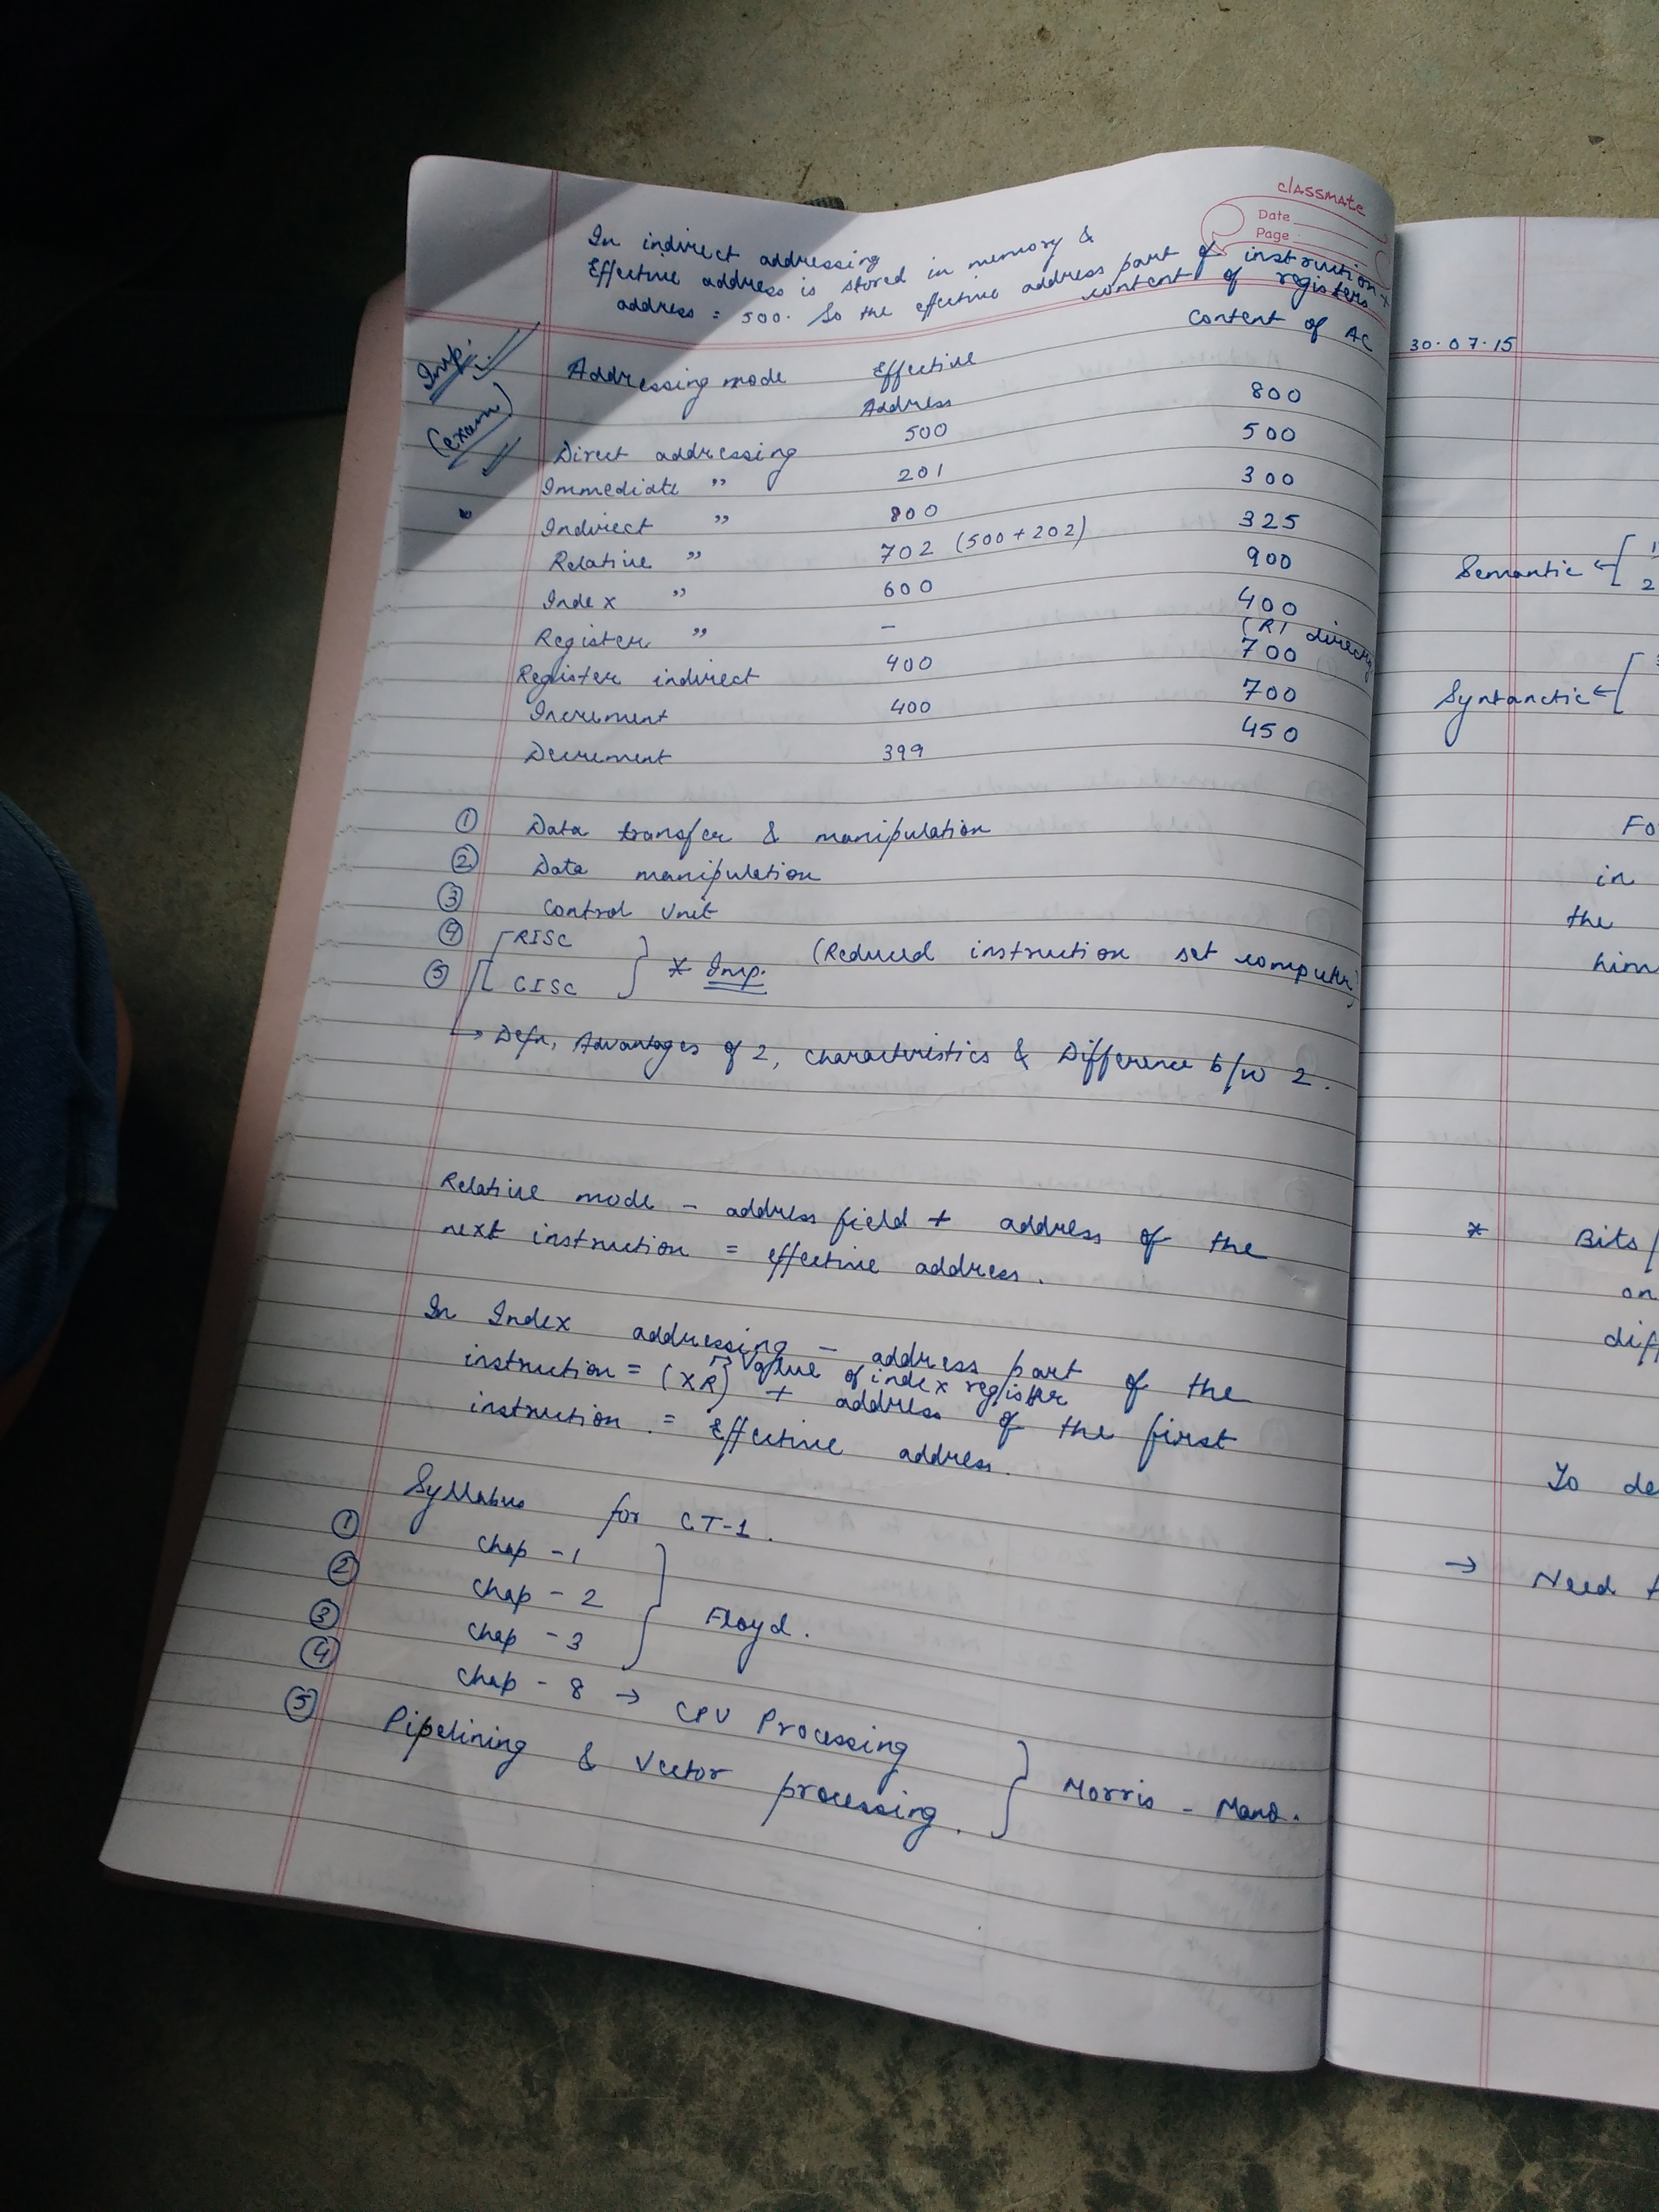 classmate
Date
Page
In indirect addressing
Effective address is stored in memory &
address = 500. So the effective address part of instruction +
content of registers
Imp.
(exam)
Addressing mode Effective Address Content of AC
Direct addressing 500 800
Immediate " 201 500
Indirect " 800 300
Relative " 702 (500+202) 325
Index " 600 900
Register " – 400
(R1 directly
Register indirect 400 700
Increment 400 700
Decrement 399 450
① Data transfer & manipulation
② Data manipulation
③ Control Unit
④ RISC
⑤ CISC
* Imp. (Reduced instruction set computer)
→ Defn, Advantages of 2, characteristics & Difference b/w 2.
Relative mode – address field + address of the
next instruction = effective address.
In Index addressing – address part of the
→ Value of index register
instruction = (XR) + address of the first
instruction. = Effective address.
Syllabus for CT-1.
① Chap - 1
② Chap - 2
③ Chap - 3
Floyd.
④ Chap - 8 → CPU Processing
⑤ Pipelining & Vector processing.
Morris - Mano.
30.07.15
Semantic ←
1
2
Syntanctic ←
Fo
in
the
him
* Bits/
on
diff
To de
→ Need